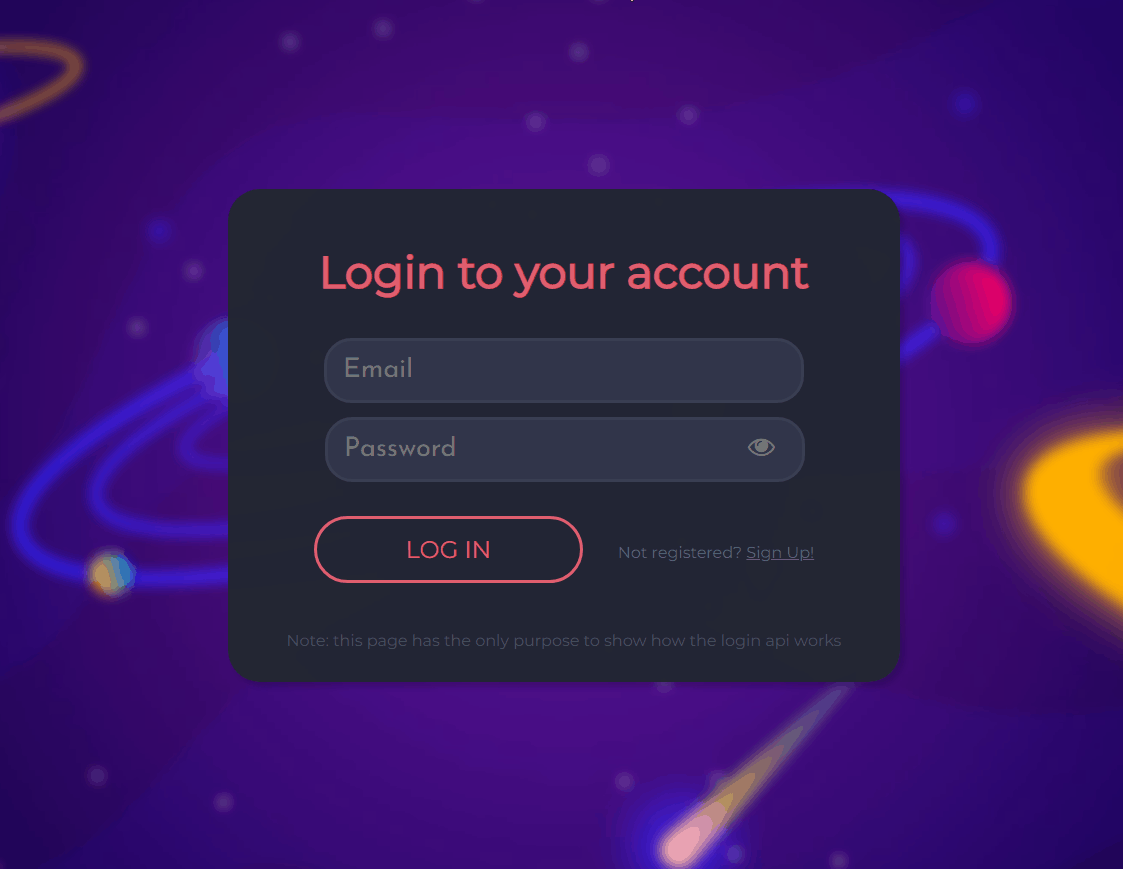 Login to your account
Email
Password
LOG IN
Not registered? Sign Up!
Note: this page has the only purpose to show how the login api works